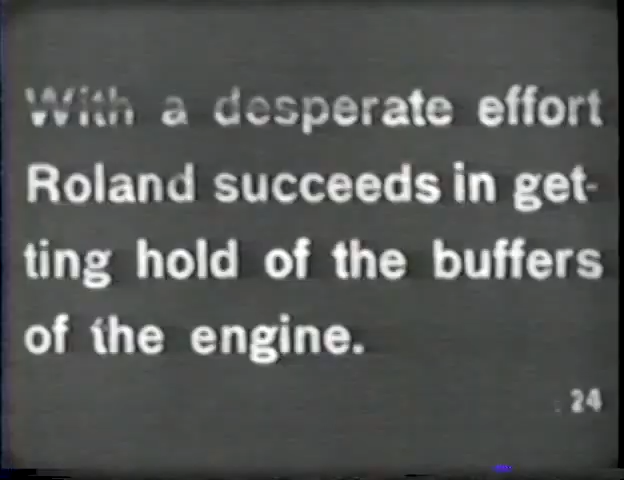 With a desperate effort
Roland succeeds in get-
ting hold of the buffers
of the engine.
24